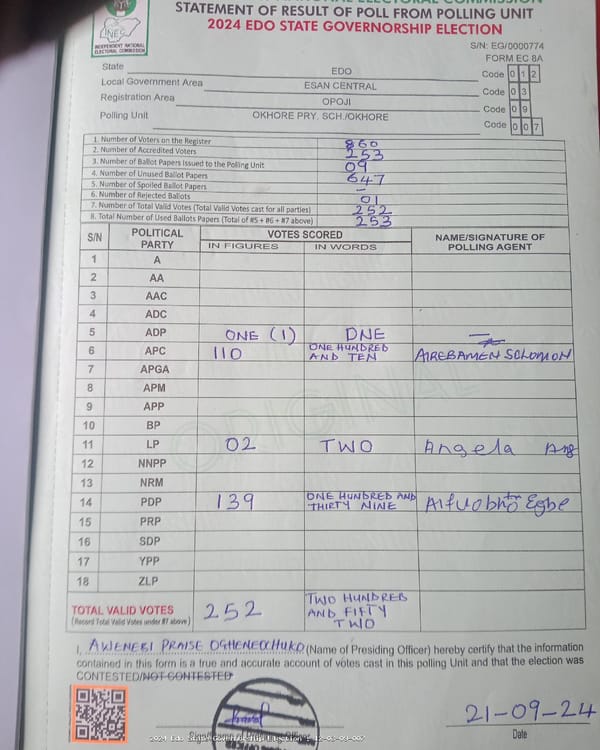 STATEMENT OF RESULT OF POLL FROM POLLING UNIT
2024 EDO STATE GOVERNORSHIP ELECTION
INEC
INDEPENDENT NATIONAL
ELECTORAL COMMISSION
S/N: EG/0000774
FORM EC 8A
State EDO Code 0 1 2
Local Government Area ESAN CENTRAL Code 0 3
Registration Area OPOJI Code 0 9
Polling Unit OKHORE PRY. SCH./OKHORE Code 0 0 7
1. Number of Voters on the Register 860
2. Number of Accredited Voters 253
3. Number of Ballot Papers Issued to the Polling Unit 09
4. Number of Unused Ballot Papers 647
5. Number of Spoiled Ballot Papers –
6. Number of Rejected Ballots 01
7. Number of Total Valid Votes (Total Valid Votes cast for all parties) 252
8. Total Number of Used Ballots Papers (Total of #5 + #6 + #7 above) 253
S/N POLITICAL PARTY VOTES SCORED NAME/SIGNATURE OF POLLING AGENT
IN FIGURES IN WORDS
1 A
2 AA
3 AAC
4 ADC
5 ADP ONE (1) ONE
6 APC 110 ONE HUNDRED AND TEN AIREBAMEN SOLOMON
7 APGA
8 APM
9 APP
10 BP
11 LP 02 TWO Angela Ang
12 NNPP
13 NRM
14 PDP 139 ONE HUNDRED AND THIRTY NINE Egbe
15 PRP
16 SDP
17 YPP
18 ZLP
TOTAL VALID VOTES 252 TWO HUNDRED AND FIFTY TWO
(Record Total Valid Votes under #7 above)
ORIGINAL
I, AWENEBI PRAISE OGHENEOCHUKO (Name of Presiding Officer) hereby certify that the information
contained in this form is a true and accurate account of votes cast in this polling Unit and that the election was
CONTESTED/NOT CONTESTED
21-09-24
Date